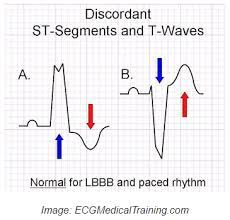 Discordant
ST-Segments and T-Waves
A.
B.
Normal for LBBB and paced rhythm
Image: ECGMedicalTraining.com